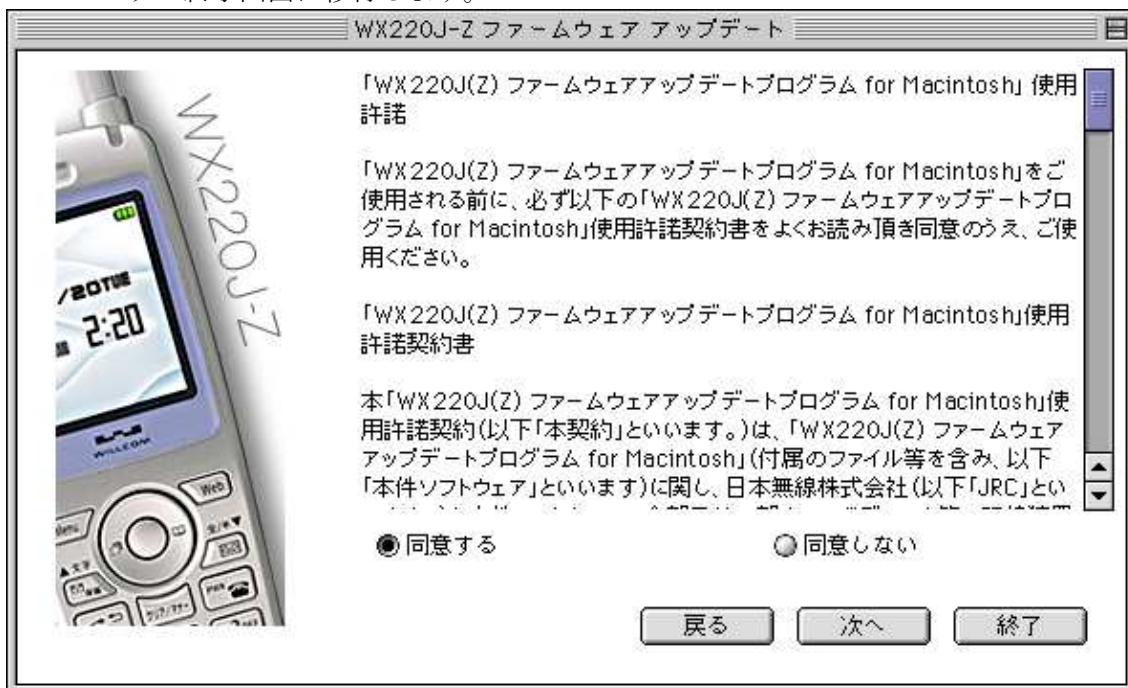 WX220J-Z ファームウェア アップデート
「WX220J(Z) ファームウェアアップデートプログラム for Macintosh」 使用
許諾
「WX220J(Z) ファームウェアアップデートプログラム for Macintosh」をご
使用される前に、必ず以下の「WX220J(Z) ファームウェアアップデートプロ
グラム for Macintosh」使用許諾契約書をよくお読み頂き同意のうえ、ご使
用ください。
「WX220J(Z) ファームウェアアップデートプログラム for Macintosh」使用
許諾契約書
本「WX220J(Z) ファームウェアアップデートプログラム for Macintosh」使
用許諾契約(以下「本契約」といいます。)は、「WX220J(Z) ファームウェア
アップデートプログラム for Macintosh」(付属のファイル等を含み、以下
「本件ソフトウェア」といいます)に関し、日本無線株式会社(以下「JRC」とい
同意する
同意しない
戻る
次へ
終了
WX220J-Z
/20TUE
2:20
WILLCOM
Web
Menu
文字
PWR
クリア/マナー